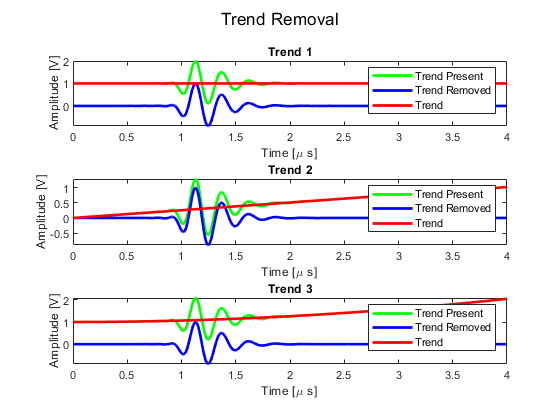 Trend Removal
Trend 1
Amplitude [V]
2
1
0
Trend Present
Trend Removed
Trend
0 0.5 1 1.5 2 2.5 3 3.5 4
Time [μ s]
Trend 2
Amplitude [V]
1
0.5
0
-0.5
Trend Present
Trend Removed
Trend
0 0.5 1 1.5 2 2.5 3 3.5 4
Time [μ s]
Trend 3
Amplitude [V]
2
1
0
Trend Present
Trend Removed
Trend
0 0.5 1 1.5 2 2.5 3 3.5 4
Time [μ s]